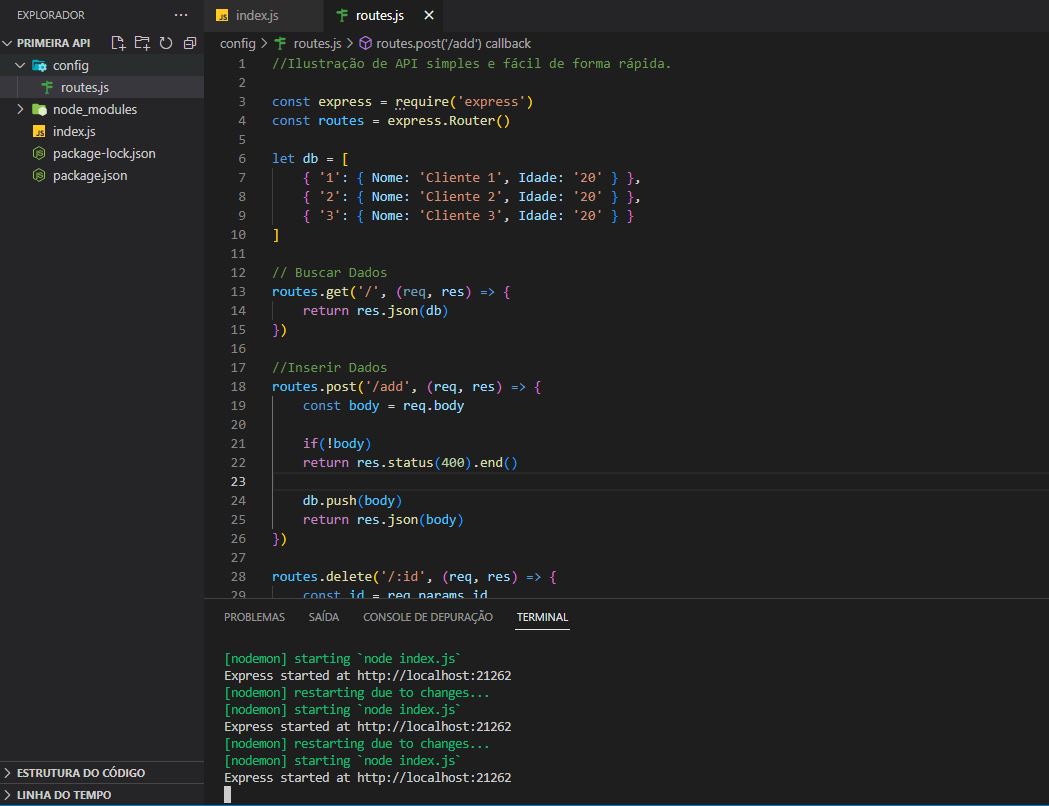 EXPLORADOR
PRIMEIRA API
config
routes.js
node_modules
index.js
package-lock.json
package.json
ESTRUTURA DO CÓDIGO
LINHA DO TEMPO
index.js
routes.js
config > routes.js > routes.post('/add') callback
1 //Ilustração de API simples e fácil de forma rápida.
2
3 const express = require('express')
4 const routes = express.Router()
5
6 let db = [
7     { '1': { Nome: 'Cliente 1', Idade: '20' } },
8     { '2': { Nome: 'Cliente 2', Idade: '20' } },
9     { '3': { Nome: 'Cliente 3', Idade: '20' } }
10 ]
11
12 // Buscar Dados
13 routes.get('/', (req, res) => {
14     return res.json(db)
15 })
16
17 //Inserir Dados
18 routes.post('/add', (req, res) => {
19     const body = req.body
20
21     if(!body)
22     return res.status(400).end()
23
24     db.push(body)
25     return res.json(body)
26 })
27
28 routes.delete('/:id', (req, res) => {
29     const id = req.params.id
PROBLEMAS SAÍDA CONSOLE DE DEPURAÇÃO TERMINAL
[nodemon] starting `node index.js`
Express started at http://localhost:21262
[nodemon] restarting due to changes...
[nodemon] starting `node index.js`
Express started at http://localhost:21262
[nodemon] restarting due to changes...
[nodemon] starting `node index.js`
Express started at http://localhost:21262